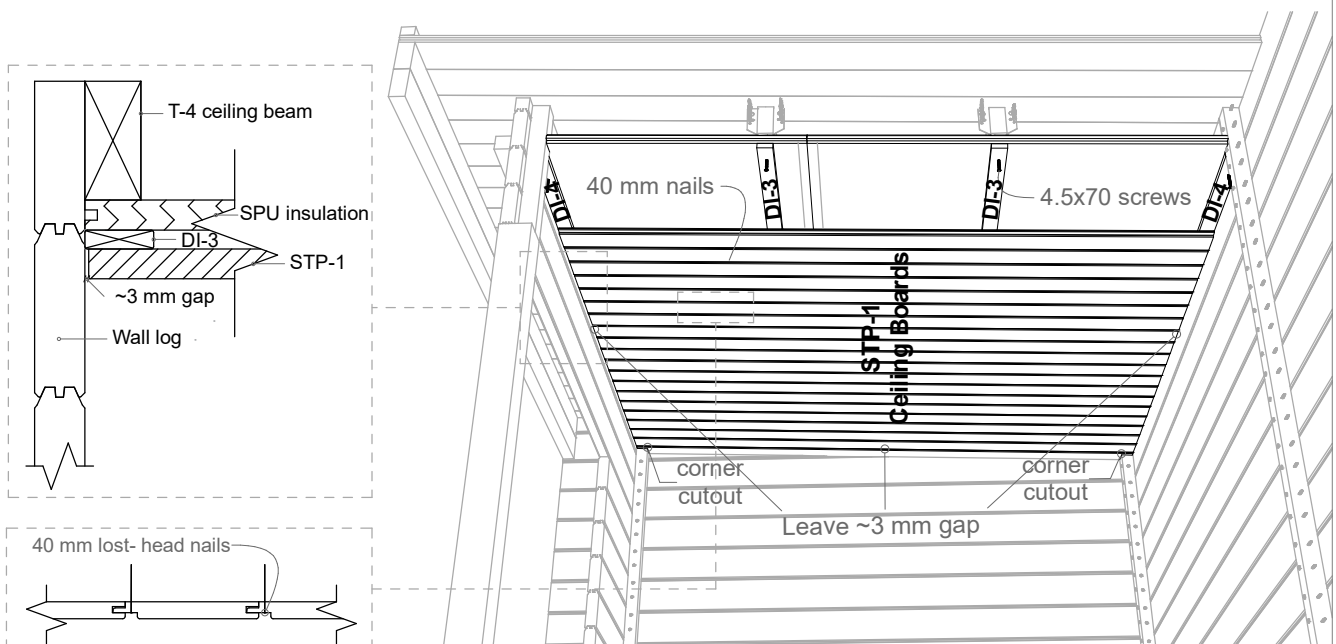 T-4 ceiling beam
SPU insulation
DI-3
STP-1
~3 mm gap
Wall log
40 mm lost- head nails
DI-4
40 mm nails
DI-3
DI-3
4.5x70 screws
DI-4
STP-1
Ceiling Boards
corner
cutout
corner
cutout
Leave ~3 mm gap